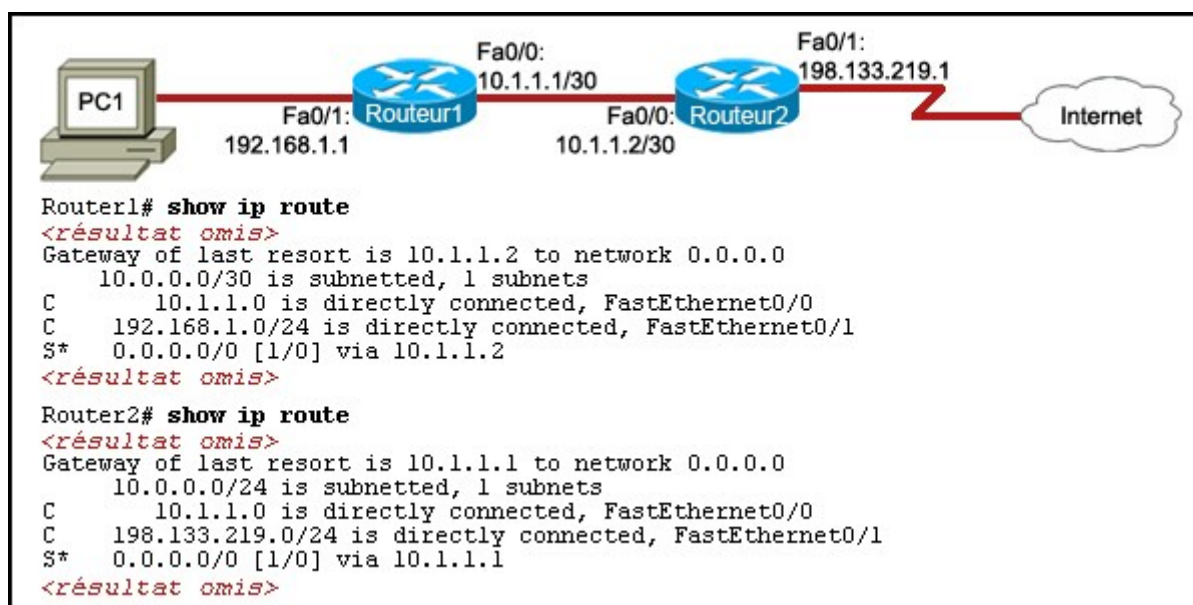 Fa0/0:
10.1.1.1/30
Fa0/1:
198.133.219.1
PC1
Routeur1
Routeur2
Internet
Fa0/1:
192.168.1.1
Fa0/0:
10.1.1.2/30
Router1# show ip route
<résultat omis>
Gateway of last resort is 10.1.1.2 to network 0.0.0.0
10.0.0.0/30 is subnetted, 1 subnets
C 10.1.1.0 is directly connected, FastEthernet0/0
C 192.168.1.0/24 is directly connected, FastEthernet0/1
S* 0.0.0.0/0 [1/0] via 10.1.1.2
<résultat omis>
Router2# show ip route
<résultat omis>
Gateway of last resort is 10.1.1.1 to network 0.0.0.0
10.0.0.0/24 is subnetted, 1 subnets
C 10.1.1.0 is directly connected, FastEthernet0/0
C 198.133.219.0/24 is directly connected, FastEthernet0/1
S* 0.0.0.0/0 [1/0] via 10.1.1.1
<résultat omis>